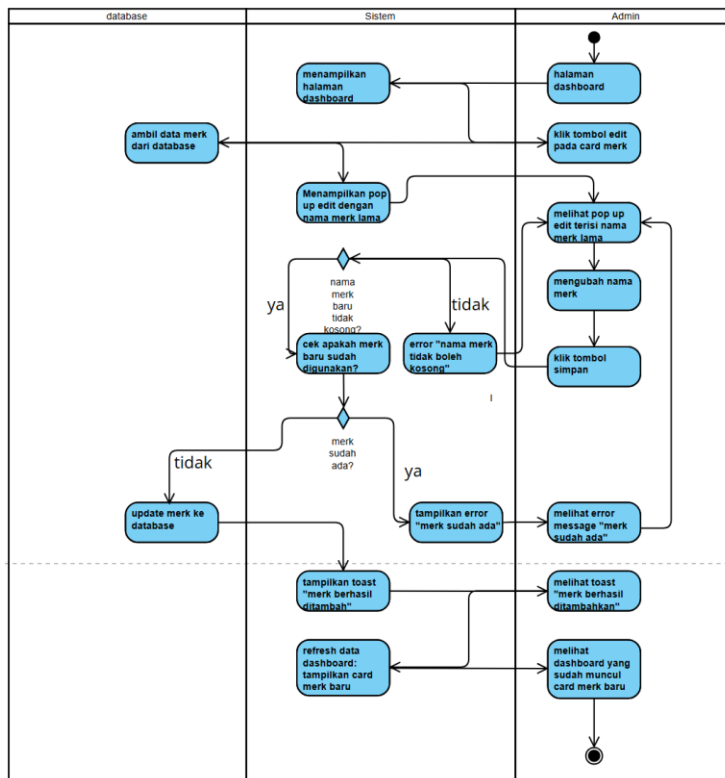 database
Sistem
Admin
menampilkan
halaman
dashboard
halaman
dashboard
ambil data merk
dari database
klik tombol edit
pada card merk
Menampilkan pop
up edit dengan
nama merk lama
melihat pop up
edit terisi nama
merk lama
nama
merk
baru
tidak
kosong?
ya
tidak
mengubah nama
merk
cek apakah merk
baru sudah
digunakan?
error "nama merk
tidak boleh
kosong"
klik tombol
simpan
merk
sudah
ada?
tidak
ya
update merk ke
database
tampilkan error
"merk sudah ada"
melihat error
message "merk
sudah ada"
tampilkan toast
"merk berhasil
ditambah"
melihat toast
"merk berhasil
ditambahkan"
refresh data
dashboard:
tampilkan card
merk baru
melihat
dashboard yang
sudah muncul
card merk baru